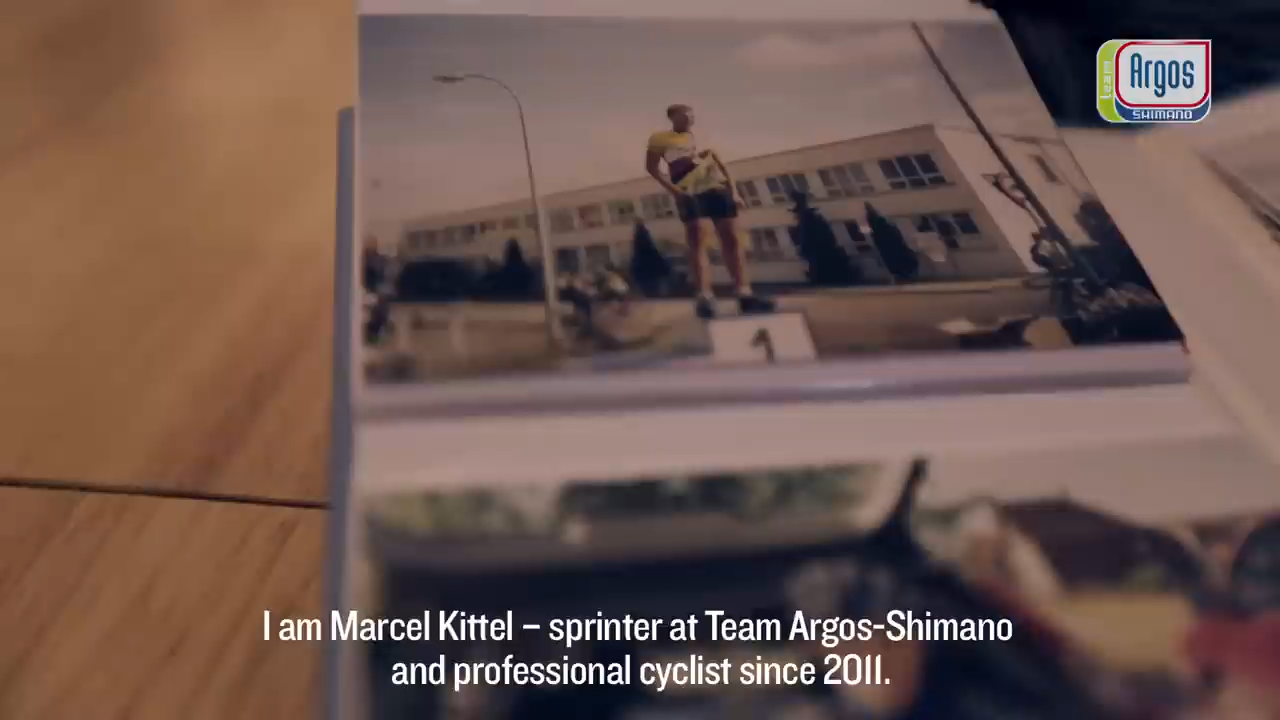 Argos
SHIMANO
1
I am Marcel Kittel – sprinter at Team Argos-Shimano
and professional cyclist since 2011.